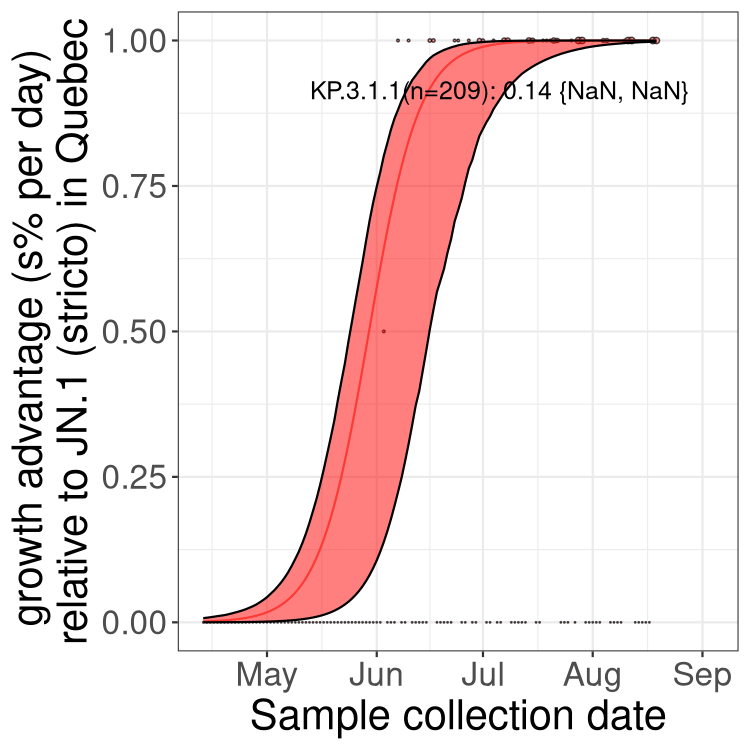 growth advantage (s% per day)
relative to JN.1 (stricto) in Quebec
1.00
0.75
0.50
0.25
0.00
KP.3.1.1(n=209): 0.14 {NaN, NaN}
May Jun Jul Aug Sep
Sample collection date